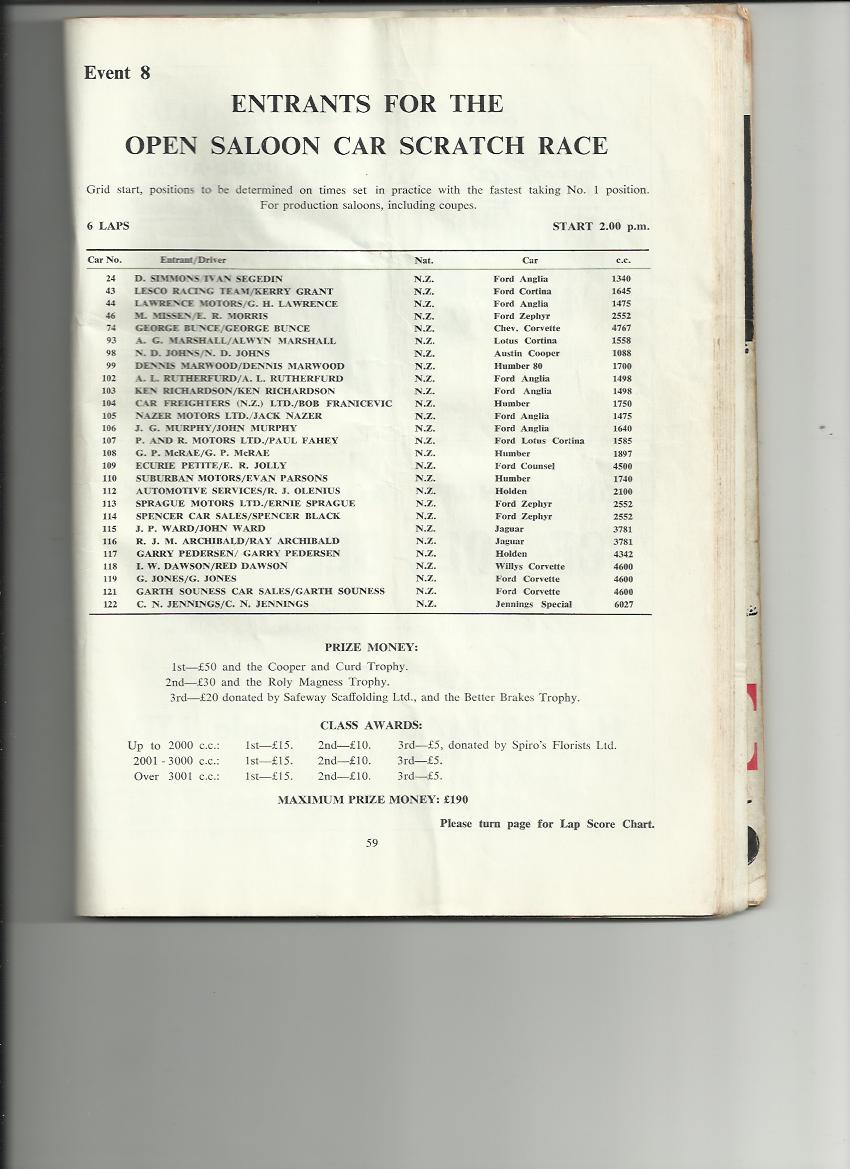 Event 8
ENTRANTS FOR THE
OPEN SALOON CAR SCRATCH RACE
Grid start, positions to be determined on times set in practice with the fastest taking No. 1 position.
For production saloons, including coupes.
6 LAPS START 2.00 p.m.
Car No. Entrant/Driver Nat. Car c.c.
24 D. SIMMONS/IVAN SEGEDIN N.Z. Ford Anglia 1340
43 LESCO RACING TEAM/KERRY GRANT N.Z. Ford Cortina 1645
44 LAWRENCE MOTORS/G. H. LAWRENCE N.Z. Ford Anglia 1475
46 M. MISSEN/E. R. MORRIS N.Z. Ford Zephyr 2552
74 GEORGE BUNCE/GEORGE BUNCE N.Z. Chev. Corvette 4767
93 A. G. MARSHALL/ALWYN MARSHALL N.Z. Lotus Cortina 1558
98 N. D. JOHNS/N. D. JOHNS N.Z. Austin Cooper 1088
99 DENNIS MARWOOD/DENNIS MARWOOD N.Z. Humber 80 1700
102 A. L. RUTHERFURD/A. L. RUTHERFURD N.Z. Ford Anglia 1498
103 KEN RICHARDSON/KEN RICHARDSON N.Z. Ford Anglia 1498
104 CAR FREIGHTERS (N.Z.) LTD./BOB FRANICEVIC N.Z. Humber 1750
105 NAZER MOTORS LTD./JACK NAZER N.Z. Ford Anglia 1475
106 J. G. MURPHY/JOHN MURPHY N.Z. Ford Anglia 1640
107 P. AND R. MOTORS LTD./PAUL FAHEY N.Z. Ford Lotus Cortina 1585
108 G. P. McRAE/G. P. McRAE N.Z. Humber 1897
109 ECURIE PETITE/E. R. JOLLY N.Z. Ford Counsel 4500
110 SUBURBAN MOTORS/EVAN PARSONS N.Z. Humber 1740
112 AUTOMOTIVE SERVICES/R. J. OLENIUS N.Z. Holden 2100
113 SPRAGUE MOTORS LTD./ERNIE SPRAGUE N.Z. Ford Zephyr 2552
114 SPENCER CAR SALES/SPENCER BLACK N.Z. Ford Zephyr 2552
115 J. P. WARD/JOHN WARD N.Z. Jaguar 3781
116 R. J. M. ARCHIBALD/RAY ARCHIBALD N.Z. Jaguar 3781
117 GARRY PEDERSEN/ GARRY PEDERSEN N.Z. Holden 4342
118 I. W. DAWSON/RED DAWSON N.Z. Willys Corvette 4600
119 G. JONES/G. JONES N.Z. Ford Corvette 4600
121 GARTH SOUNESS CAR SALES/GARTH SOUNESS N.Z. Ford Corvette 4600
122 C. N. JENNINGS/C. N. JENNINGS N.Z. Jennings Special 6027
PRIZE MONEY:
1st—£50 and the Cooper and Curd Trophy.
2nd—£30 and the Roly Magness Trophy.
3rd—£20 donated by Safeway Scaffolding Ltd., and the Better Brakes Trophy.
CLASS AWARDS:
Up to 2000 c.c.: 1st—£15. 2nd—£10. 3rd—£5, donated by Spiro's Florists Ltd.
2001 - 3000 c.c.: 1st—£15. 2nd—£10. 3rd—£5.
Over 3001 c.c.: 1st—£15. 2nd—£10. 3rd—£5.
MAXIMUM PRIZE MONEY: £190
Please turn page for Lap Score Chart.
59